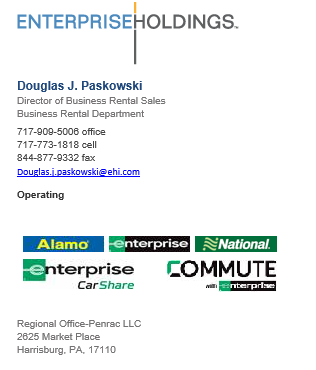 ENTERPRISEHOLDINGS™
Douglas J. Paskowski
Director of Business Rental Sales
Business Rental Department
717-909-5006 office
717-773-1818 cell
844-877-9332 fax
Douglas.j.paskowski@ehi.com
Operating
Alamo enterprise National.
enterprise CarShare
COMMUTE with enterprise
Regional Office-Penrac LLC
2625 Market Place
Harrisburg, PA, 17110